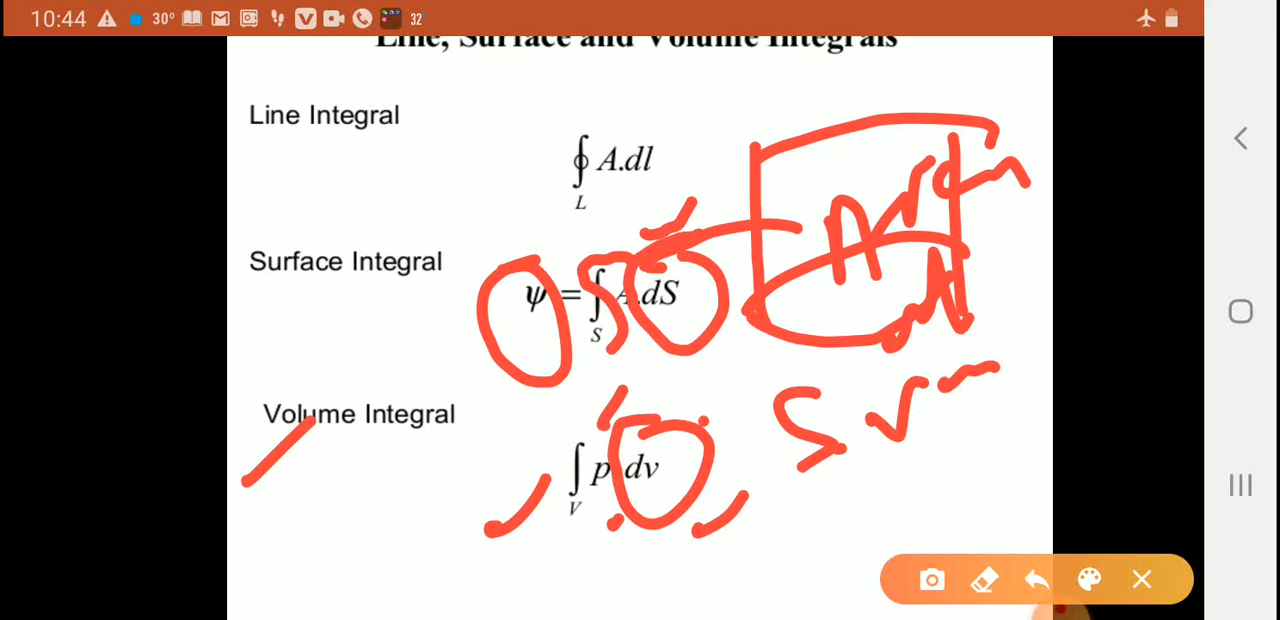 10:44 30° 32°
Line, Surface and Volume Integrals
Line Integral
∮ A.dl
L
Surface Integral
ψ = ∫ A.dS
S
Volume Integral
∫ p dv
V